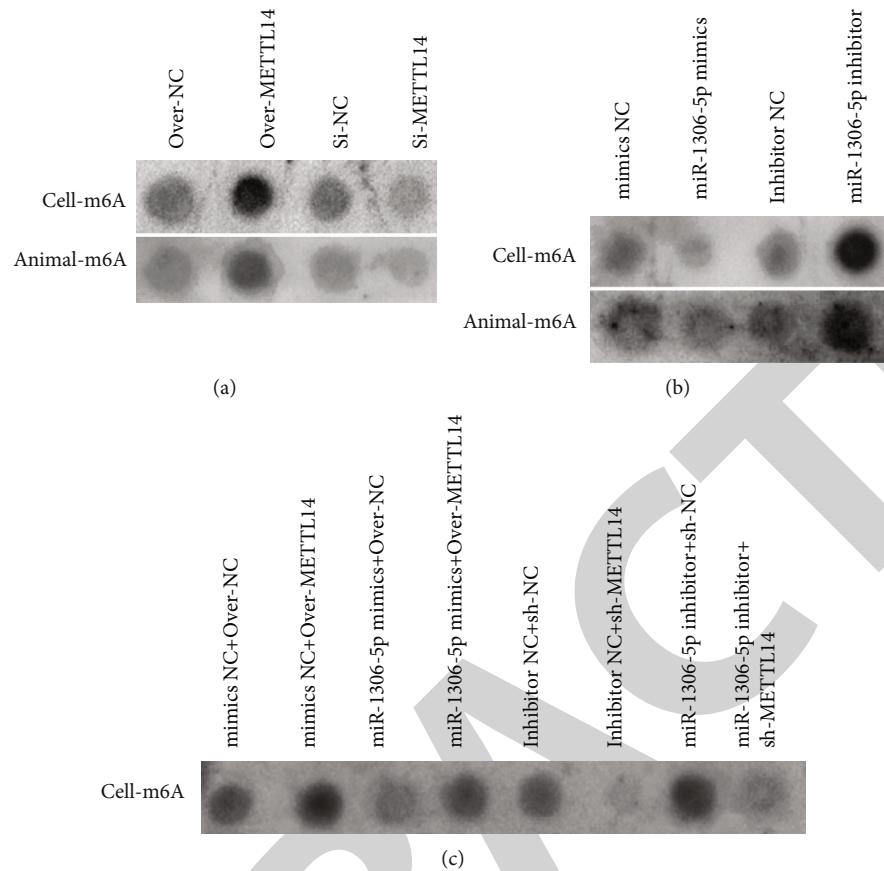 Over-NC
Over-METTL14
Si-NC
Si-METTL14
Cell-m6A
Animal-m6A
(a)
mimics NC
miR-1306-5p mimics
Inhibitor NC
miR-1306-5p inhibitor
Cell-m6A
Animal-m6A
(b)
mimics NC+Over-NC
mimics NC+Over-METTL14
miR-1306-5p mimics+Over-NC
miR-1306-5p mimics+Over-METTL14
Inhibitor NC+sh-NC
Inhibitor NC+sh-METTL14
miR-1306-5p inhibitor+sh-NC
miR-1306-5p inhibitor+
sh-METTL14
Cell-m6A
(c)
ACT